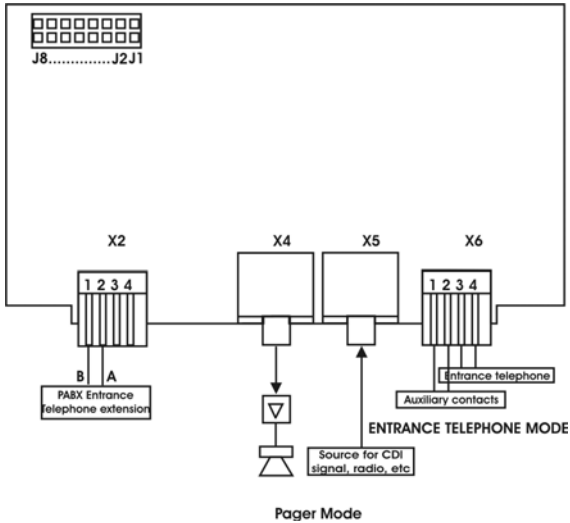 J8...............J2J1
X2
X4
X5
X6
1 2 3 4
1 2 3 4
B
A
PABX Entrance
Telephone extension
Entrance telephone
Auxiliary contacts
ENTRANCE TELEPHONE MODE
Source for CDI
signal, radio, etc
Pager Mode